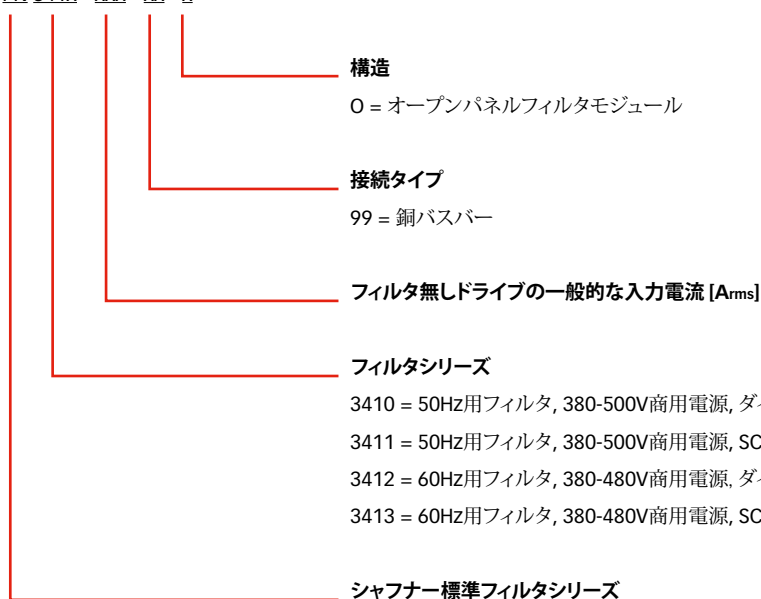 構造
O = オープンパネルフィルタモジュール
接続タイプ
99 = 銅バスバー
フィルタ無しドライブの一般的な入力電流 [Arms]
フィルタシリーズ
3410 = 50Hz用フィルタ, 380-500V商用電源,
3411 = 50Hz用フィルタ, 380-500V商用電源,
3412 = 60Hz用フィルタ, 380-480V商用電源,
3413 = 60Hz用フィルタ, 380-480V商用電源,
シャフナー標準フィルタシリーズ